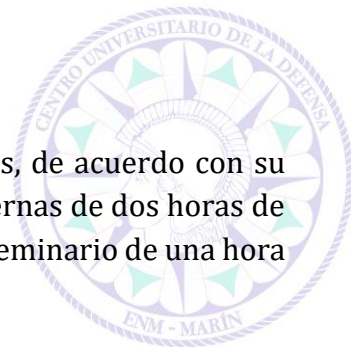 CENTRO UNIVERSITARIO DE LA DEFENSA
s, de acuerdo con su
ernas de dos horas de
eminario de una hora
ENM - MARÍN